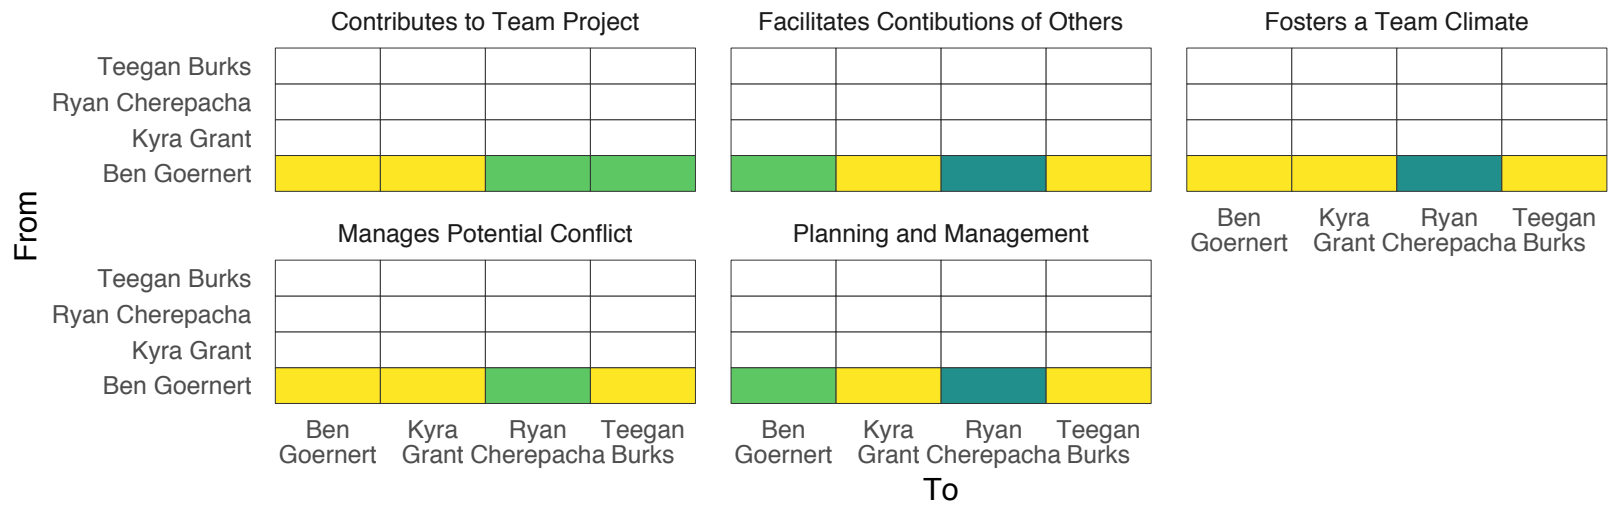 Contributes to Team Project
Facilitates Contibutions of Others
Fosters a Team Climate
Teegan Burks
Ryan Cherepacha
Kyra Grant
Ben Goernert
From
Ben Goernert
Kyra Grant
Ryan Cherepacha
Teegan Burks
Manages Potential Conflict
Planning and Management
Teegan Burks
Ryan Cherepacha
Kyra Grant
Ben Goernert
Ben Goernert
Kyra Grant
Ryan Cherepacha
Teegan Burks
Ben Goernert
Kyra Grant
Ryan Cherepacha
Teegan Burks
To